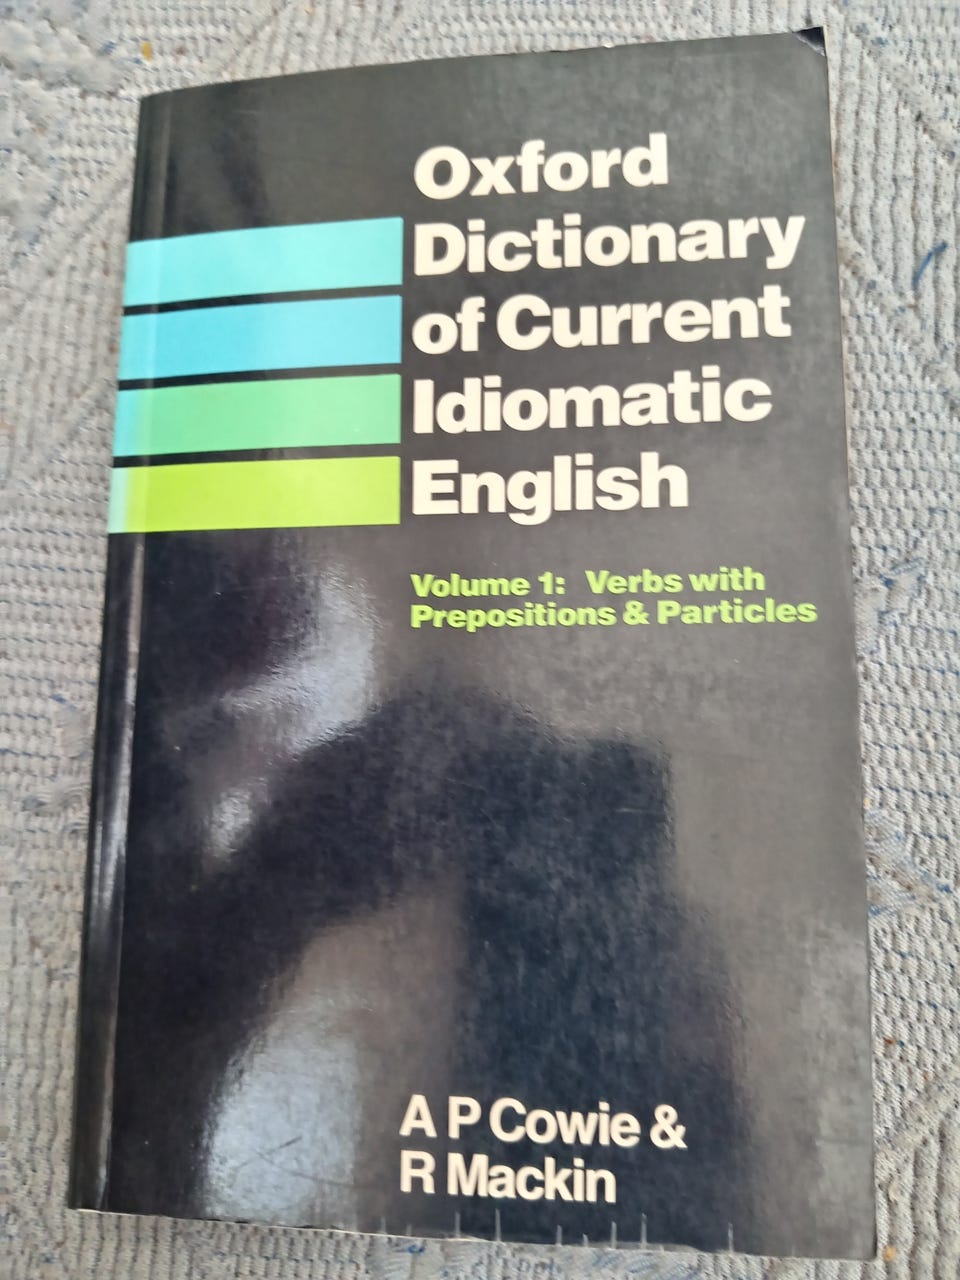 Oxford
Dictionary
of Current
Idiomatic
English
Volume 1: Verbs with
Prepositions & Particles
A P Cowie &
R Mackin